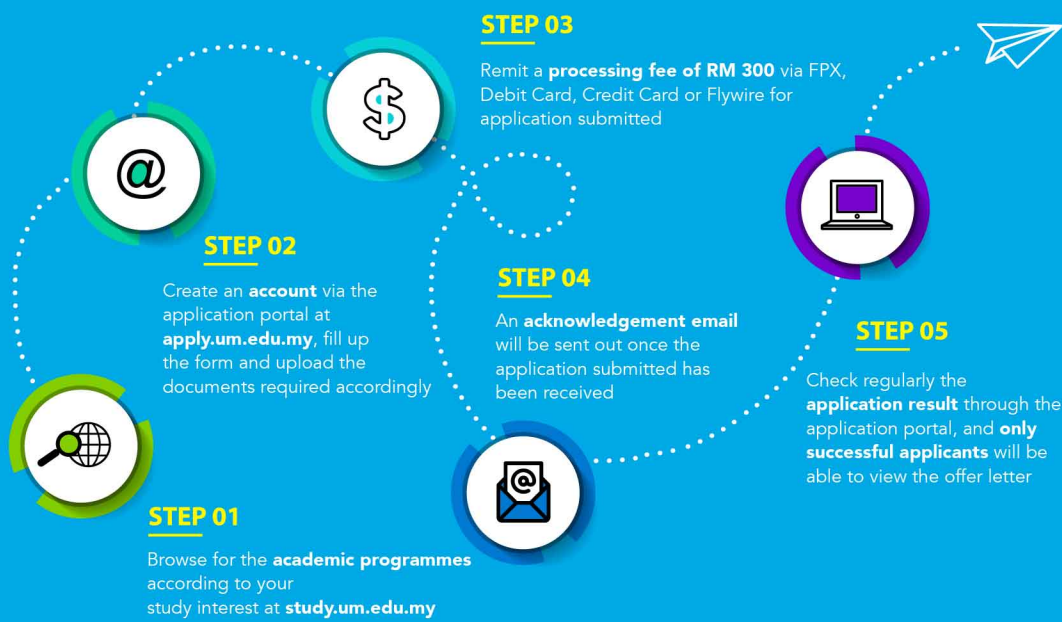 STEP 01
Browse for the academic programmes
according to your
study interest at study.um.edu.my
STEP 02
Create an account via the
application portal at
apply.um.edu.my, fill up
the form and upload the
documents required accordingly
STEP 03
Remit a processing fee of RM 300 via FPX,
Debit Card, Credit Card or Flywire for
application submitted
STEP 04
An acknowledgement email
will be sent out once the
application submitted has
been received
STEP 05
Check regularly the
application result through the
application portal, and only
successful applicants will be
able to view the offer letter